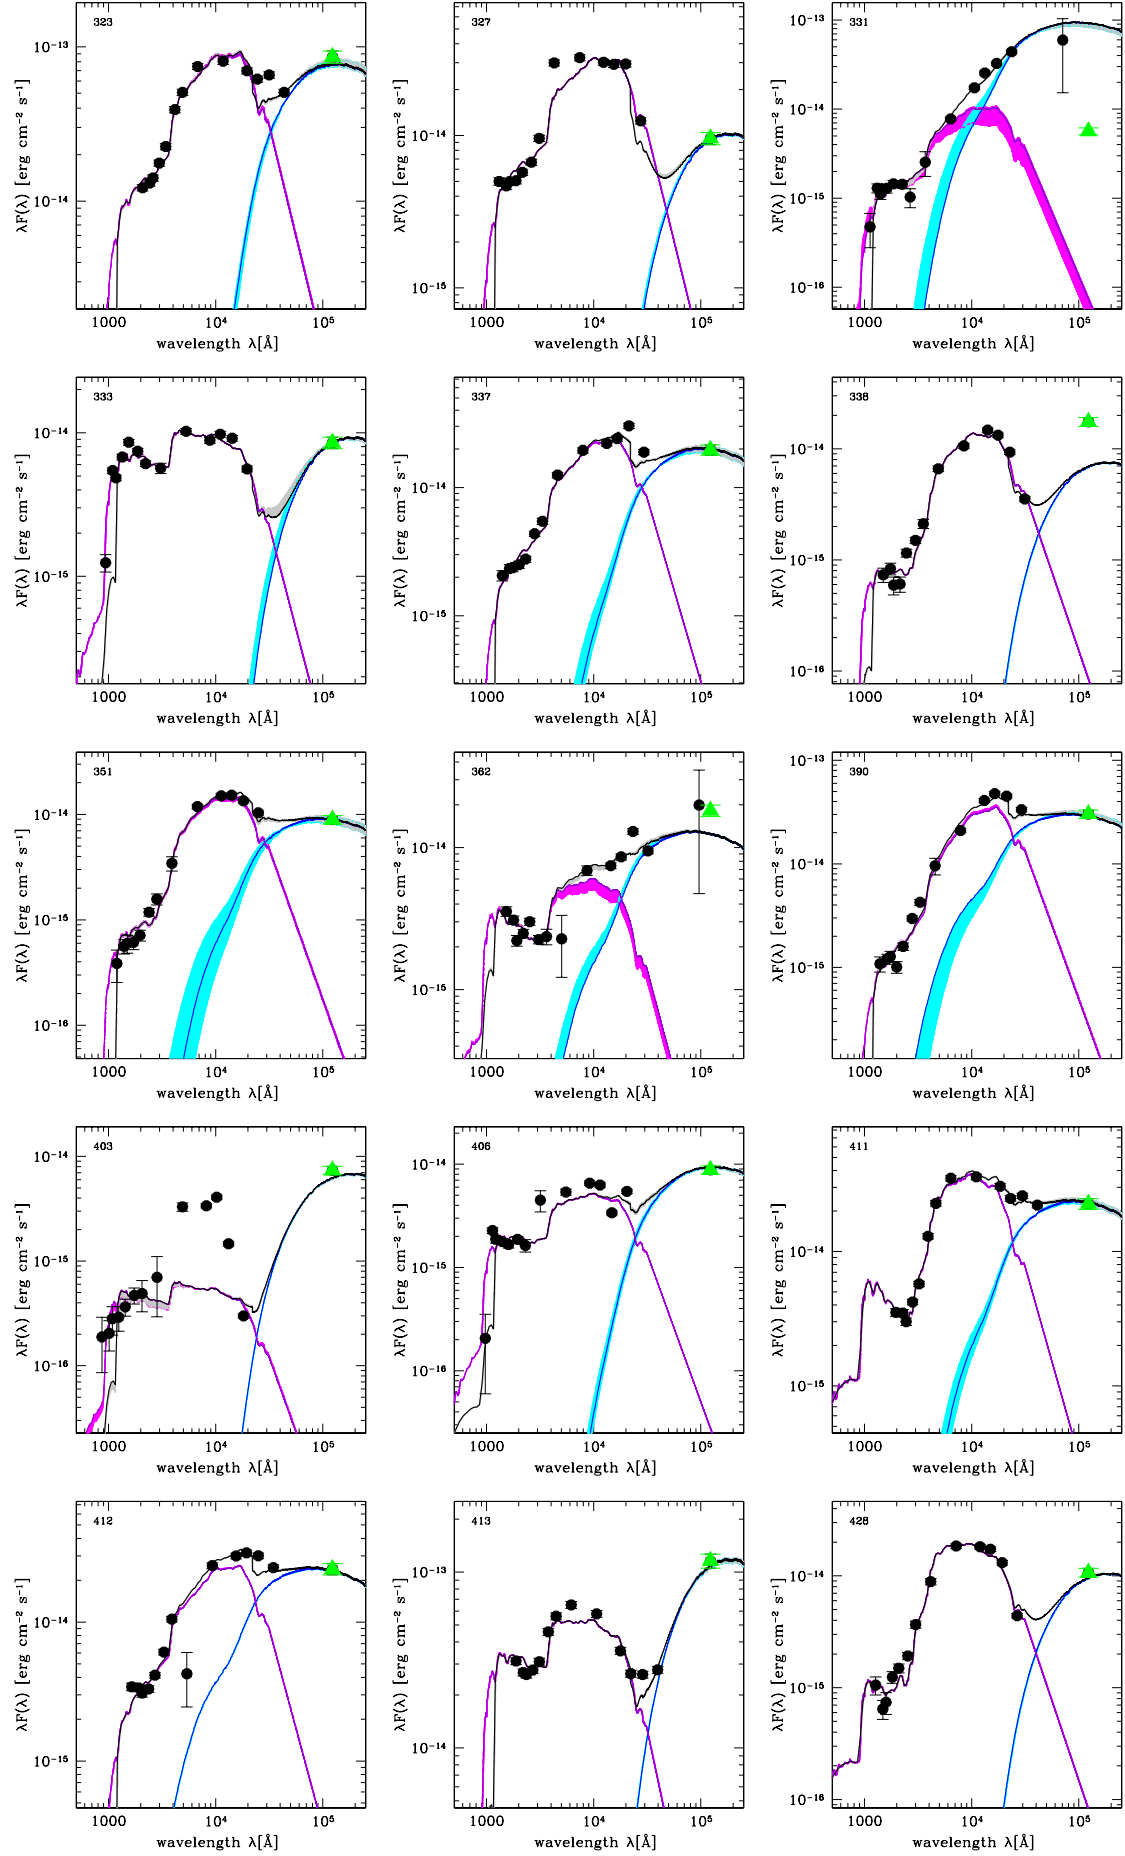 323 327 331
10⁻¹³ 10⁻¹⁴ 10⁻¹³
10⁻¹⁴ 10⁻¹⁵ 10⁻¹⁴
10⁻¹⁵
10⁻¹⁶
λF(λ) [erg cm⁻² s⁻¹] λF(λ) [erg cm⁻² s⁻¹] λF(λ) [erg cm⁻² s⁻¹]
1000 10⁴ 10⁵ 1000 10⁴ 10⁵ 1000 10⁴ 10⁵
wavelength λ[Å] wavelength λ[Å] wavelength λ[Å]
333 337 338
10⁻¹⁴ 10⁻¹⁴ 10⁻¹⁴
10⁻¹⁵ 10⁻¹⁵ 10⁻¹⁵
10⁻¹⁶
λF(λ) [erg cm⁻² s⁻¹] λF(λ) [erg cm⁻² s⁻¹] λF(λ) [erg cm⁻² s⁻¹]
1000 10⁴ 10⁵ 1000 10⁴ 10⁵ 1000 10⁴ 10⁵
wavelength λ[Å] wavelength λ[Å] wavelength λ[Å]
351 362 390
10⁻¹⁴ 10⁻¹⁴ 10⁻¹³
10⁻¹⁵ 10⁻¹⁵ 10⁻¹⁴
10⁻¹⁶ 10⁻¹⁵
λF(λ) [erg cm⁻² s⁻¹] λF(λ) [erg cm⁻² s⁻¹] λF(λ) [erg cm⁻² s⁻¹]
1000 10⁴ 10⁵ 1000 10⁴ 10⁵ 1000 10⁴ 10⁵
wavelength λ[Å] wavelength λ[Å] wavelength λ[Å]
403 406 411
10⁻¹⁴ 10⁻¹⁴ 10⁻¹⁴
10⁻¹⁵ 10⁻¹⁵ 10⁻¹⁵
10⁻¹⁶ 10⁻¹⁶
λF(λ) [erg cm⁻² s⁻¹] λF(λ) [erg cm⁻² s⁻¹] λF(λ) [erg cm⁻² s⁻¹]
1000 10⁴ 10⁵ 1000 10⁴ 10⁵ 1000 10⁴ 10⁵
wavelength λ[Å] wavelength λ[Å] wavelength λ[Å]
412 413 428
10⁻¹⁴ 10⁻¹³ 10⁻¹⁴
10⁻¹⁵ 10⁻¹⁴ 10⁻¹⁵
10⁻¹⁶
λF(λ) [erg cm⁻² s⁻¹] λF(λ) [erg cm⁻² s⁻¹] λF(λ) [erg cm⁻² s⁻¹]
1000 10⁴ 10⁵ 1000 10⁴ 10⁵ 1000 10⁴ 10⁵
wavelength λ[Å] wavelength λ[Å] wavelength λ[Å]